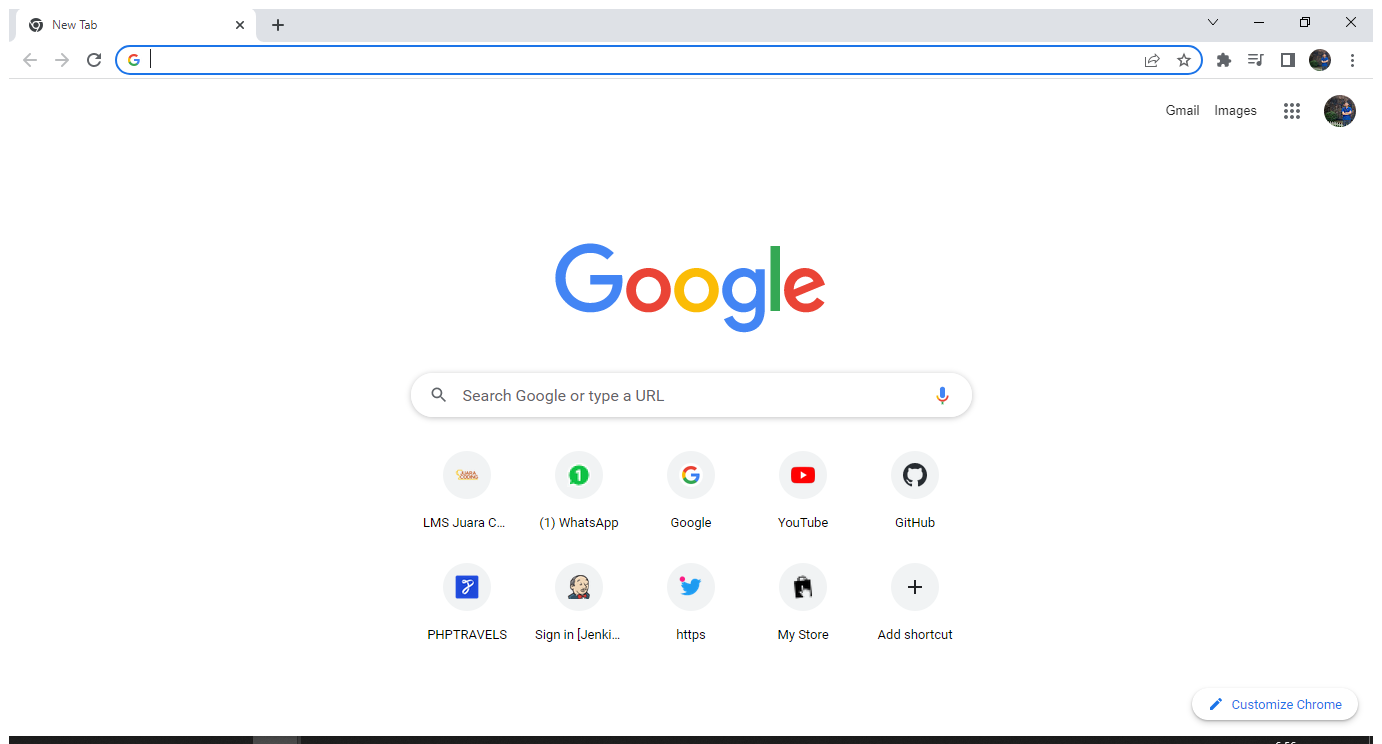 New Tab
Gmail Images
Google
Search Google or type a URL
LMS Juara C... (1) WhatsApp Google YouTube GitHub
PHPTRAVELS Sign in [Jenki... https My Store Add shortcut
Customize Chrome